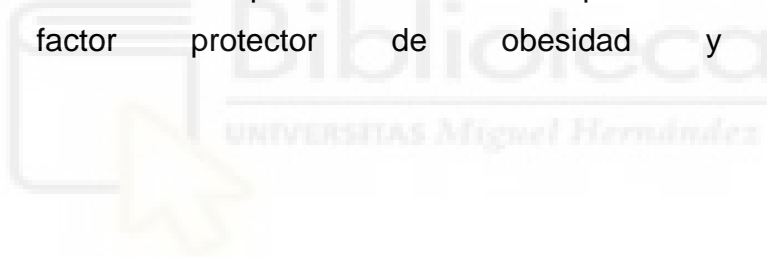 factor protector de obesidad y
Biblioteca
UNIVERSITAS Miguel Hernández